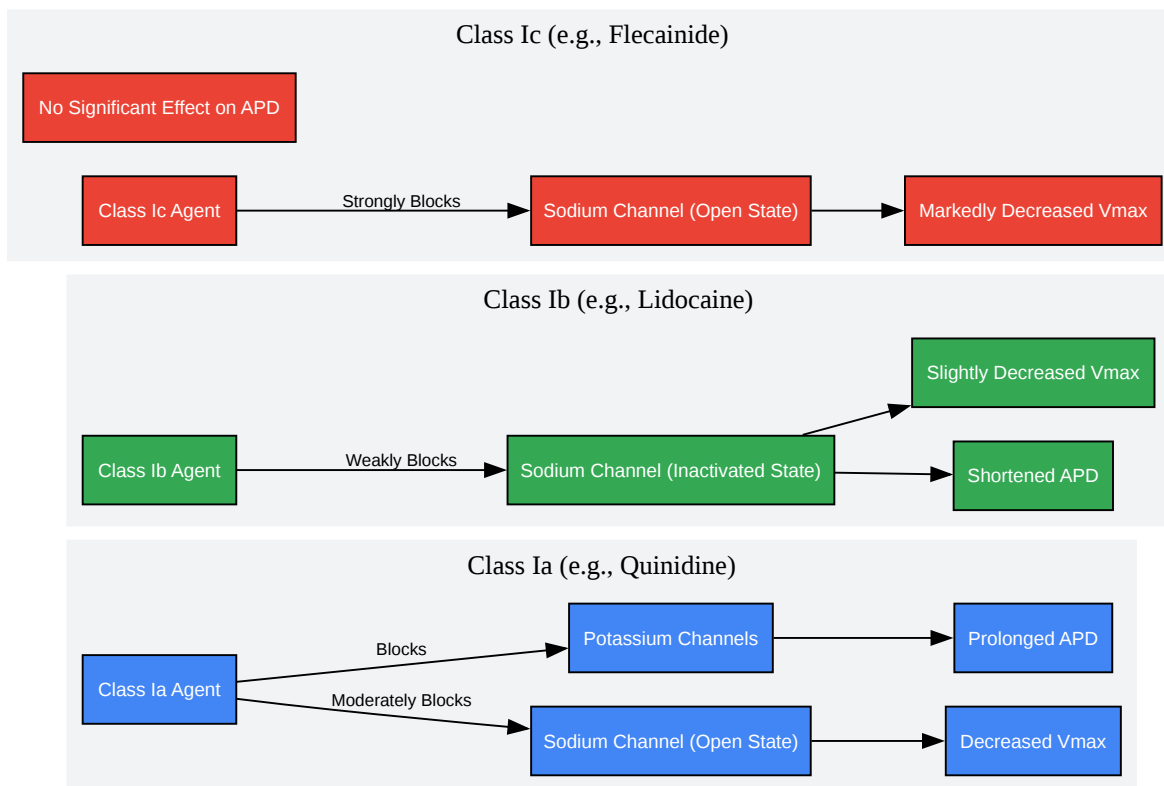 Class Ic (e.g., Flecainide)
No Significant Effect on APD
Class Ic Agent
Strongly Blocks
Sodium Channel (Open State)
Markedly Decreased Vmax
Class Ib (e.g., Lidocaine)
Slightly Decreased Vmax
Class Ib Agent
Weakly Blocks
Sodium Channel (Inactivated State)
Shortened APD
Class Ia (e.g., Quinidine)
Blocks
Potassium Channels
Prolonged APD
Class Ia Agent
Moderately Blocks
Sodium Channel (Open State)
Decreased Vmax